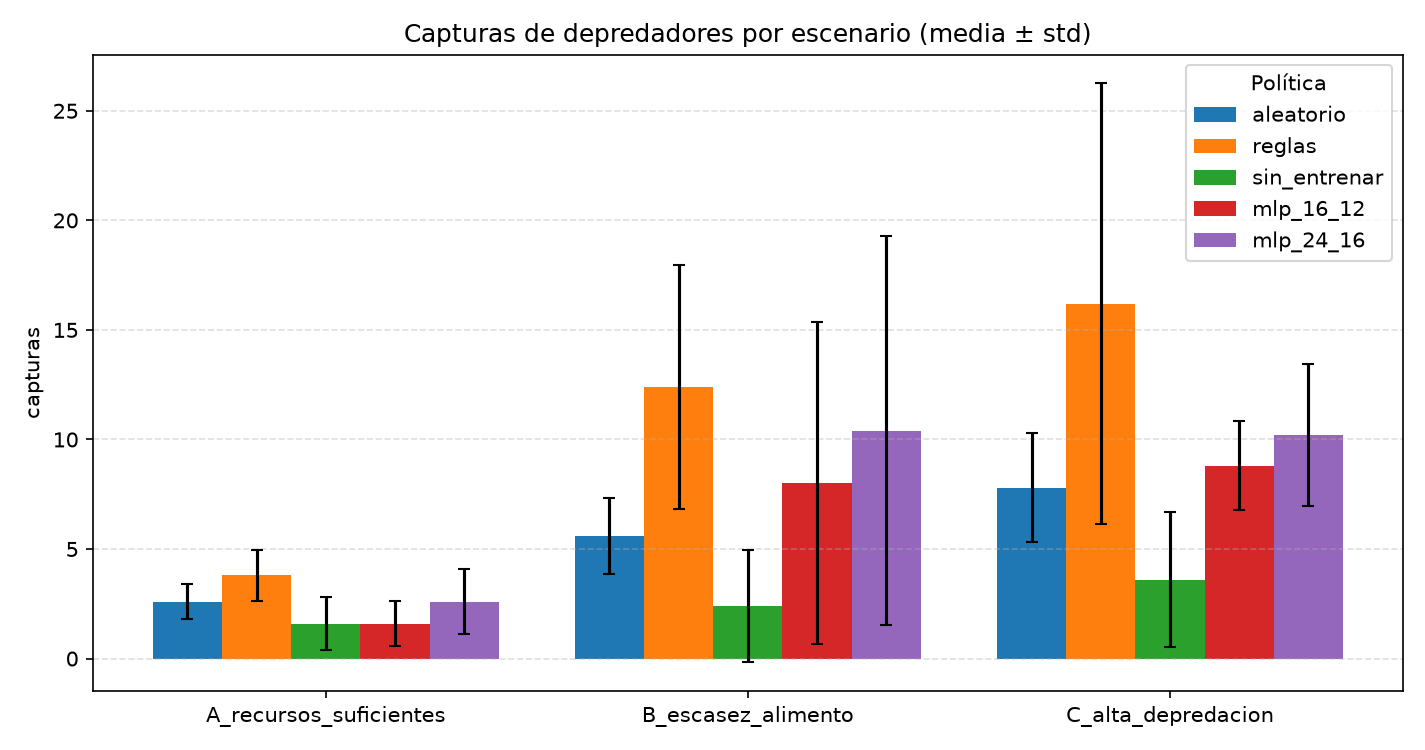 Capturas de depredadores por escenario (media ± std)
capturas
25
20
15
10
5
0
A_recursos_suficientes
B_escasez_alimento
C_alta_depredacion
Política
aleatorio
reglas
sin_entrenar
mlp_16_12
mlp_24_16